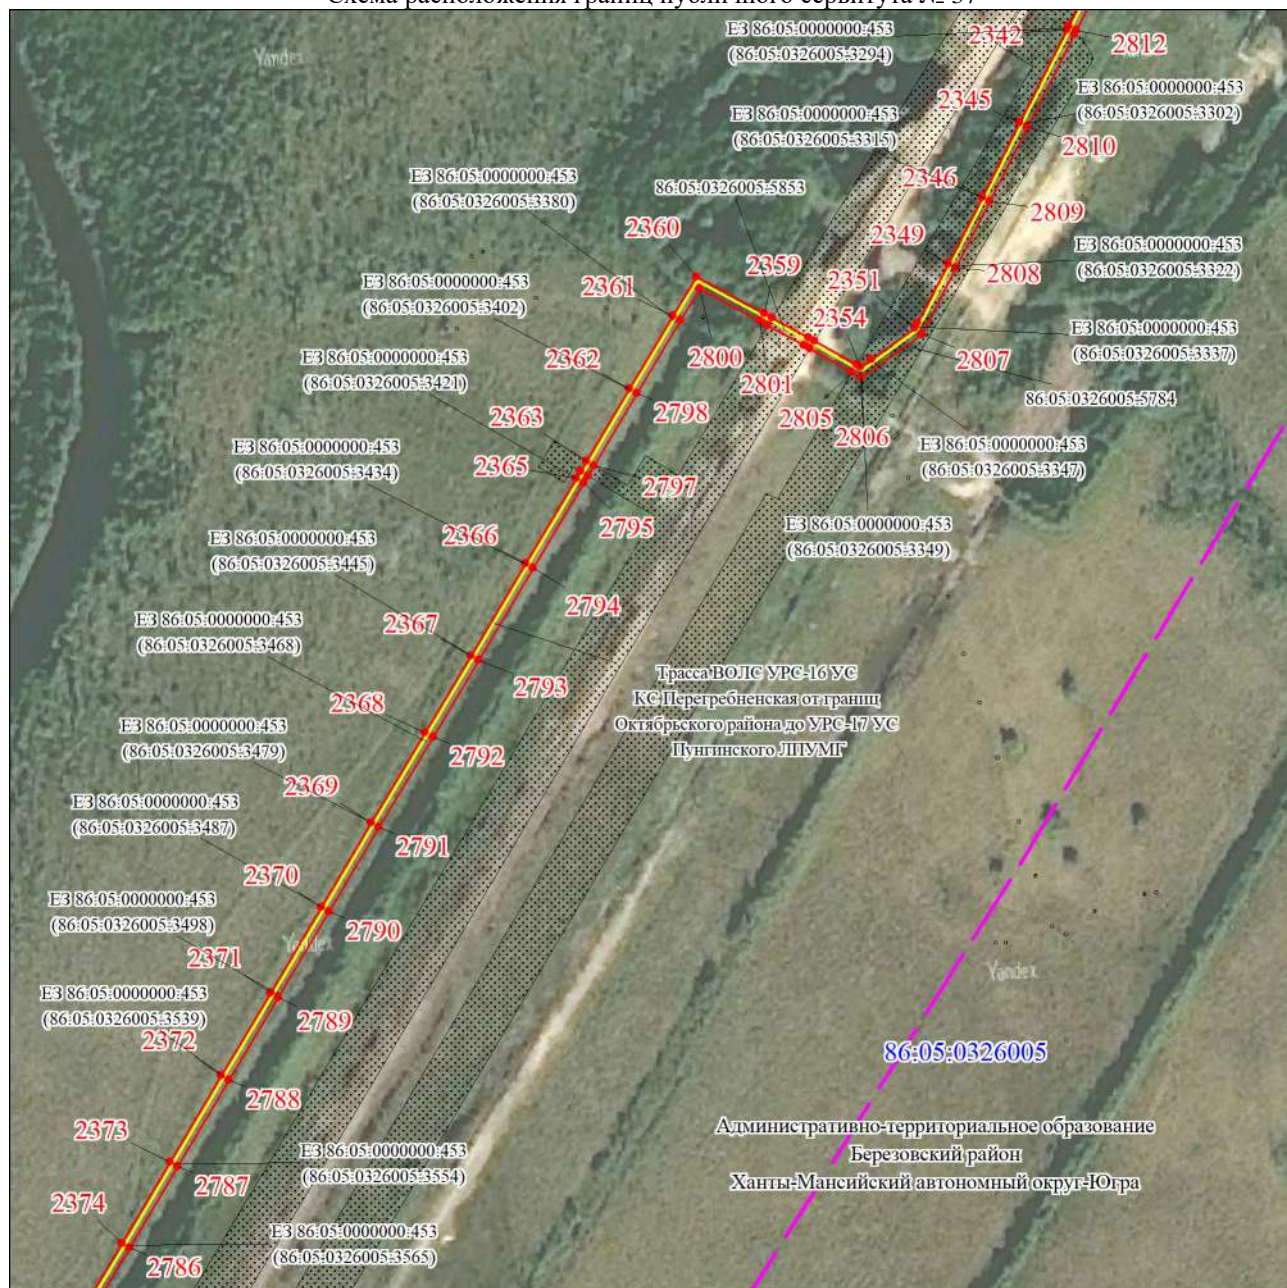 Схема расположения границ публичного сервитута № 37
2342
ЕЗ 86:05:0000000:453
(86:05:0326005:3294)
2812
Yandex
2345
ЕЗ 86:05:0000000:453
(86:05:0326005:3302)
ЕЗ 86:05:0000000:453
(86:05:0326005:3315)
2810
ЕЗ 86:05:0000000:453
(86:05:0326005:3380)
86:05:0326005:5853
2346
2809
2360
2359
2349
ЕЗ 86:05:0000000:453
(86:05:0326005:3322)
2808
ЕЗ 86:05:0000000:453
(86:05:0326005:3402)
2361
2351
2354
2800
ЕЗ 86:05:0000000:453
(86:05:0326005:3337)
2807
ЕЗ 86:05:0000000:453
(86:05:0326005:3421)
2362
2801
2798
2805
86:05:0326005:5784
2806
2363
ЕЗ 86:05:0000000:453
(86:05:0326005:3347)
ЕЗ 86:05:0000000:453
(86:05:0326005:3434)
2365
2797
2795
ЕЗ 86:05:0000000:453
(86:05:0326005:3349)
ЕЗ 86:05:0000000:453
(86:05:0326005:3445)
2366
2794
ЕЗ 86:05:0000000:453
(86:05:0326005:3468)
2367
2793
Трасса ВОЛС УРС-16 УС
КС Перегребненская от границ
Октябрьского района до УРС-17 УС
Пунгинского ЛПУМГ
2368
2792
ЕЗ 86:05:0000000:453
(86:05:0326005:3479)
2369
2791
ЕЗ 86:05:0000000:453
(86:05:0326005:3487)
2370
2790
ЕЗ 86:05:0000000:453
(86:05:0326005:3498)
Yandex
2371
Yandex
2789
ЕЗ 86:05:0000000:453
(86:05:0326005:3539)
2372
86:05:0326005
2788
2373
Административно-территориальное образование
Березовский район
Ханты-Мансийский автономный округ-Югра
ЕЗ 86:05:0000000:453
(86:05:0326005:3554)
2787
2374
ЕЗ 86:05:0000000:453
(86:05:0326005:3565)
2786